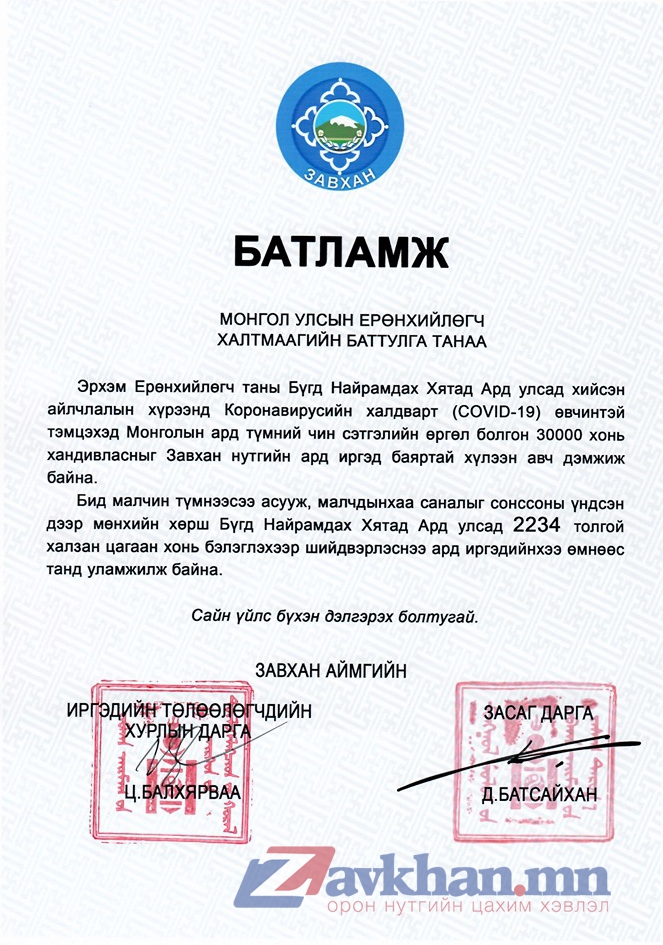 ЗАВХАН
БАТЛАМЖ
МОНГОЛ УЛСЫН ЕРӨНХИЙЛӨГЧ
ХАЛТМААГИЙН БАТТУЛГА ТАНАА
Эрхэм Ерөнхийлөгч таны Бүгд Найрамдах Хятад Ард улсад хийсэн
айлчлалын хүрээнд Коронавирусийн халдварт (COVID-19) өвчинтэй
тэмцэхэд Монголын ард түмний чин сэтгэлийн өргөл болгон 30000 хонь
хандивласныг Завхан нутгийн ард иргэд баяртай хүлээн авч дэмжиж
байна.
Бид малчин түмнээсээ асууж, малчдынхаа саналыг сонссоны үндсэн
дээр мөнхийн хөрш Бүгд Найрамдах Хятад Ард улсад 2234 толгой
халзан цагаан хонь бэлэглэхээр шийдвэрлэснээ ард иргэдийнхээ өмнөөс
танд уламжилж байна.
Сайн үйлс бүхэн дэлгэрэх болтугай.
ЗАВХАН АЙМГИЙН
ИРГЭДИЙН ТӨЛӨӨЛӨГЧДИЙН
ХУРЛЫН ДАРГА
Ц.БАЛХЯРВАА
ЗАСАГ ДАРГА
Д.БАТСАЙХАН
Zavkhan.mn
орон нутгийн цахим хэвлэл